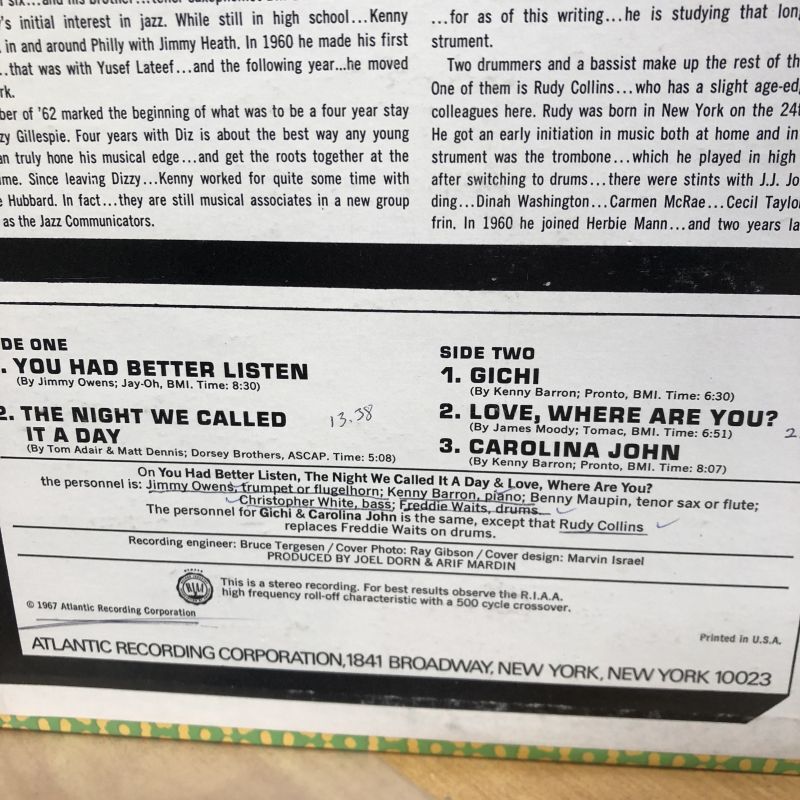 's initial interest in jazz. While still in high school...Kenny
in and around Philly with Jimmy Heath. In 1960 he made his first
..that was with Yusef Lateef...and the following year...he moved
rk.
ber of '62 marked the beginning of what was to be a four year stay
zy Gillespie. Four years with Diz is about the best way any young
an truly hone his musical edge...and get the roots together at the
me. Since leaving Dizzy...Kenny worked for quite some time with
e Hubbard. In fact...they are still musical associates in a new group
as the Jazz Communicators.
...for as of this writing...he is studying that lon
strument.
Two drummers and a bassist make up the rest of th
One of them is Rudy Collins...who has a slight age-ed
colleagues here. Rudy was born in New York on the 24t
He got an early initiation in music both at home and in
strument was the trombone...which he played in high
after switching to drums...there were stints with J.J. Jo
ding...Dinah Washington...Carmen McRae...Cecil Taylo
frin. In 1960 he joined Herbie Mann...and two years la
DE ONE
. YOU HAD BETTER LISTEN
(By Jimmy Owens; Jay-Oh, BMI. Time: 8:30)
2. THE NIGHT WE CALLED
IT A DAY
(By Tom Adair & Matt Dennis; Dorsey Brothers, ASCAP. Time: 5:08)
13.38
SIDE TWO
1. GICHI
(By Kenny Barron; Pronto, BMI. Time: 6:30)
2. LOVE, WHERE ARE YOU?
(By James Moody; Tomac, BMI. Time: 6:51)
2
3. CAROLINA JOHN
(By Kenny Barron; Pronto, BMI. Time: 8:07)
On You Had Better Listen, The Night We Called It A Day & Love, Where Are You?
the personnel is: Jimmy Owens, trumpet or flugelhorn; Kenny Barron, piano; Benny Maupin, tenor sax or flute;
Christopher White, bass; Freddie Waits, drums.
The personnel for Gichi & Carolina John is the same, except that Rudy Collins
replaces Freddie Waits on drums.
Recording engineer: Bruce Tergesen / Cover Photo: Ray Gibson / Cover design: Marvin Israel
PRODUCED BY JOEL DORN & ARIF MARDIN
RIAA
This is a stereo recording. For best results observe the R.I.A.A.
high frequency roll-off characteristic with a 500 cycle crossover.
© 1967 Atlantic Recording Corporation
Printed in U.S.A.
ATLANTIC RECORDING CORPORATION, 1841 BROADWAY, NEW YORK, NEW YORK 10023